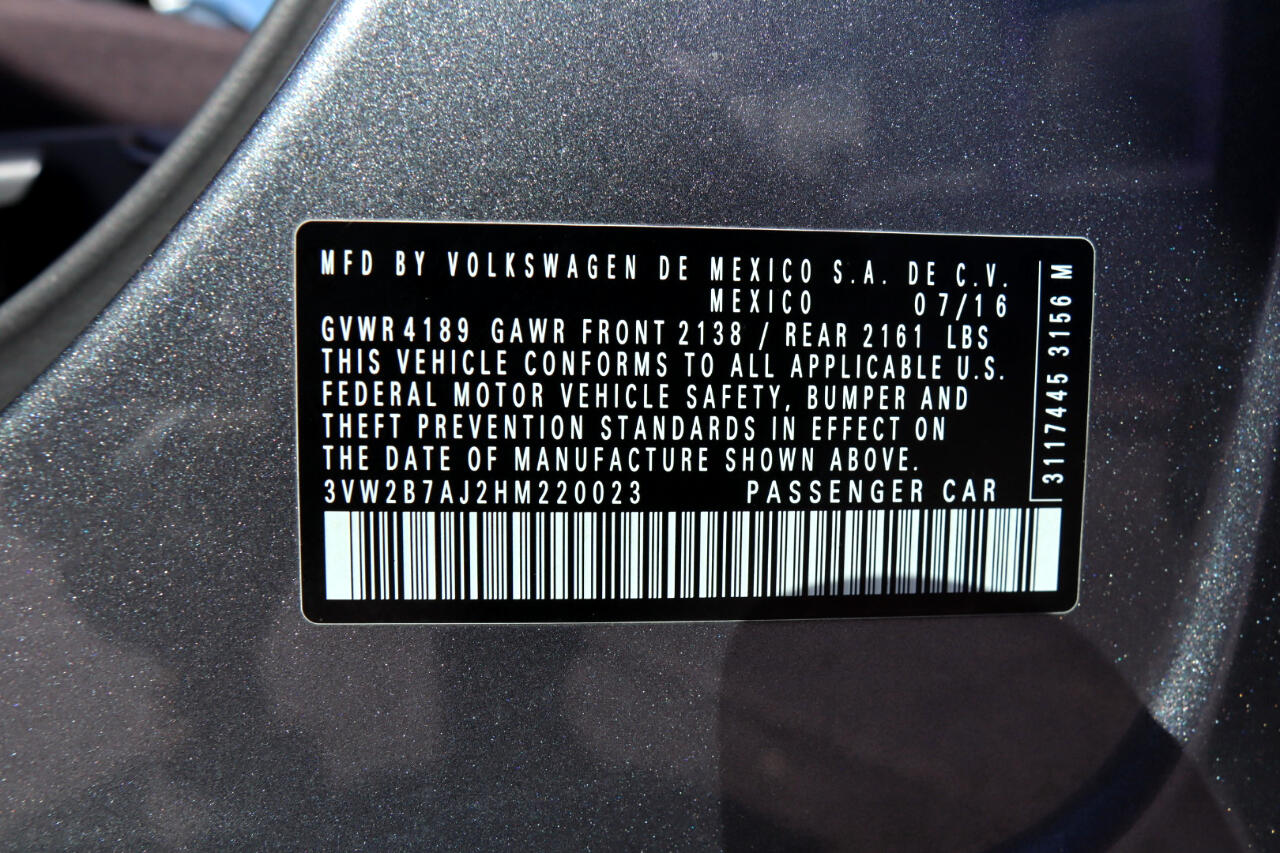 MFD BY VOLKSWAGEN DE MEXICO S.A. DE C.V.
MEXICO 07/16
GVWR 4189 GAWR FRONT 2138 / REAR 2161 LBS
THIS VEHICLE CONFORMS TO ALL APPLICABLE U.S.
FEDERAL MOTOR VEHICLE SAFETY, BUMPER AND
THEFT PREVENTION STANDARDS IN EFFECT ON
THE DATE OF MANUFACTURE SHOWN ABOVE.
3VW2B7AJ2HM220023 PASSENGER CAR
3117445 3156 M